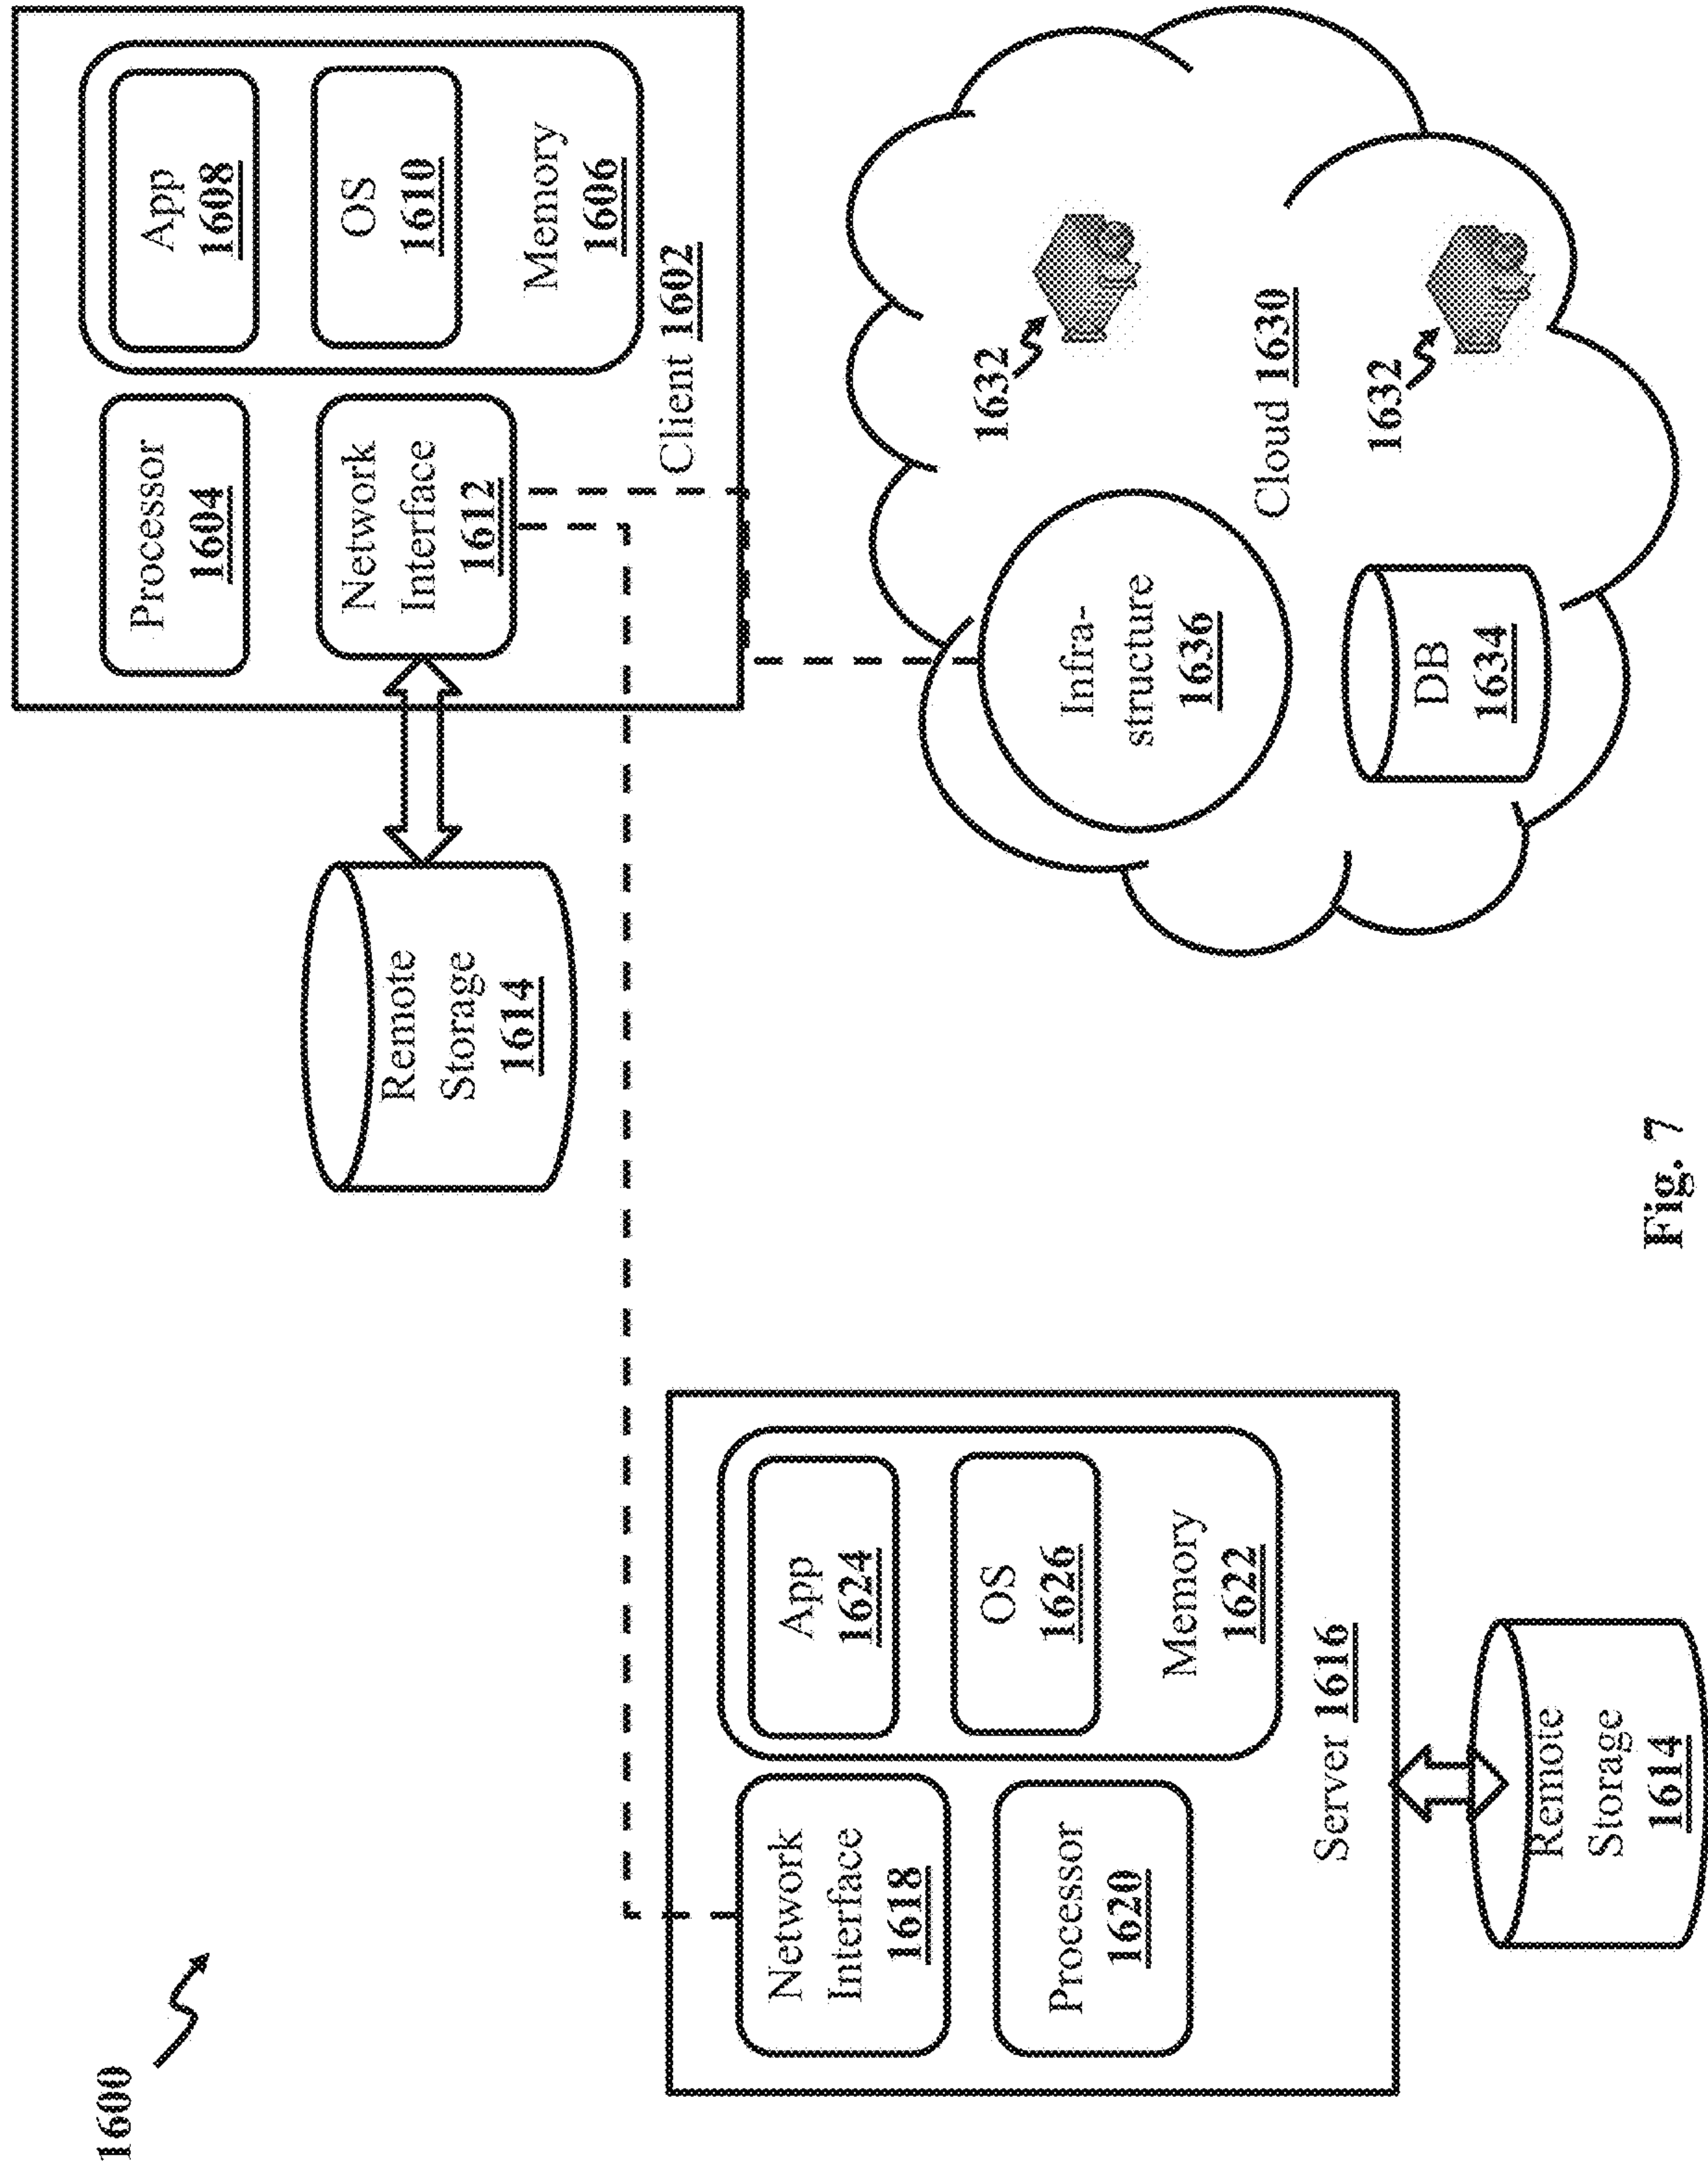 1600
Remote
Storage
1614
Processor
1604
Network
Interface
1612
App
1608
OS
1610
Memory
1606
Client 1602
Network
Interface
1618
Processor
1620
App
1624
OS
1626
Memory
1622
Server 1616
Remote
Storage
1614
Infra-
structure
1636
1632
Cloud 1630
DB
1634
1632
Fig. 7